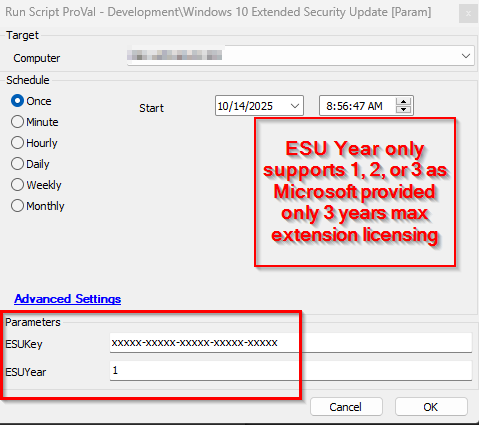 Run Script ProVal - Development\Windows 10 Extended Security Update [Param]
Target
Computer
Schedule
Once
Start
10/14/2025
8:56:47 AM
Minute
Hourly
Daily
Weekly
Monthly
ESU Year only
supports 1, 2, or 3 as
Microsoft provided
only 3 years max
extension licensing
Advanced Settings
Parameters
ESUKey
xxxxx-xxxxx-xxxxx-xxxxx-xxxxx
ESUYear
1
Cancel
OK